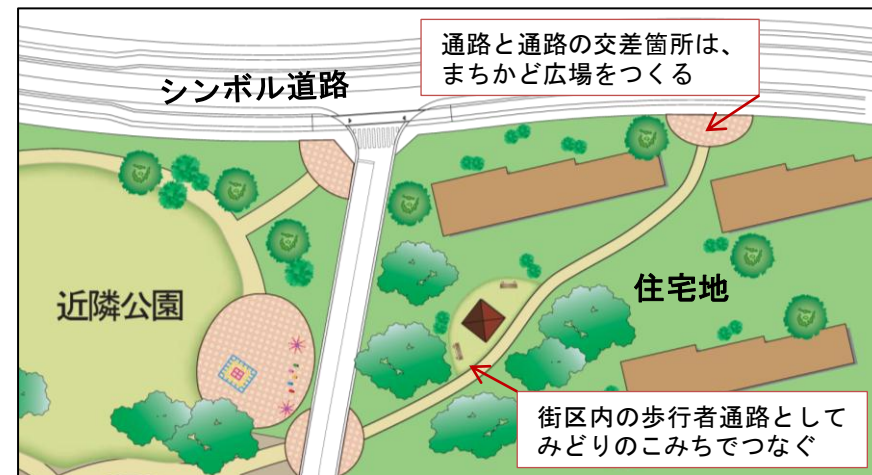 通路と通路の交差箇所は、
まちかど広場をつくる
シンボル道路
住宅地
近隣公園
街区内の歩行者通路として
みどりのこみちでつなぐ